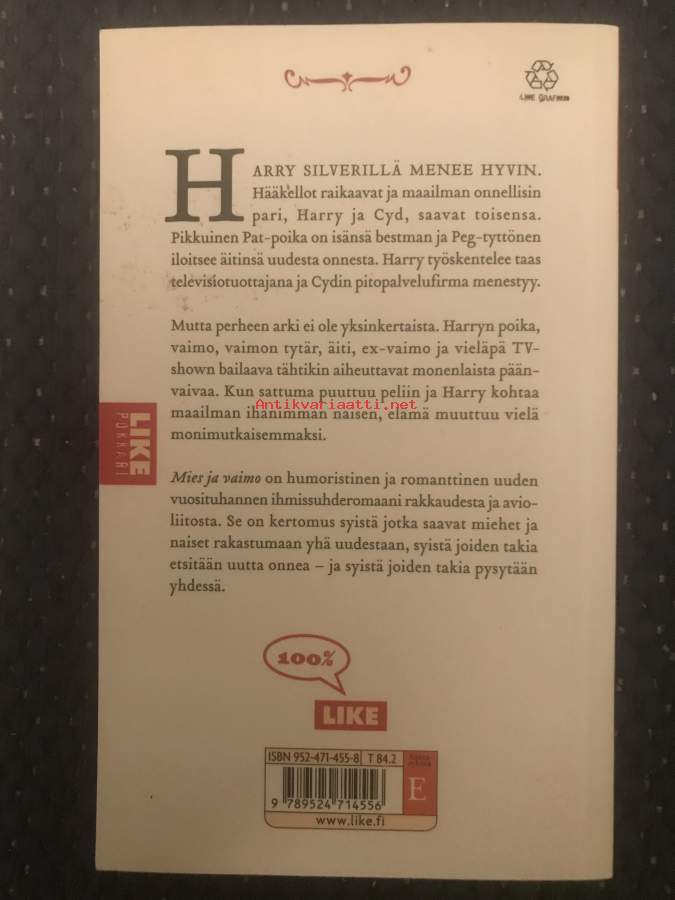 LIKE GRAFIIKKA
HARRY SILVERILLÄ MENEE HYVIN.
Hääkellot raikaavat ja maailman onnellisin
pari, Harry ja Cyd, saavat toisensa.
Pikkuinen Pat-poika on isänsä bestman ja Peg-tyttönen
iloitsee äitinsä uudesta onnesta. Harry työskentelee taas
televisiotuottajana ja Cydin pitopalvelufirma menestyy.
Mutta perheen arki ei ole yksinkertaista. Harryn poika,
vaimo, vaimon tytär, äiti, ex-vaimo ja vieläpä TV-
shown bailaava tähtikin aiheuttavat monenlaista pään-
vaivaa. Kun sattuma puuttuu peliin ja Harry kohtaa
Antikvariaatti.net
maailman ihanimman naisen, elämä muuttuu vielä
monimutkaisemmaksi.
LIKE
POKKARI
Mies ja vaimo on humoristinen ja romanttinen uuden
vuosituhannen ihmissuhderomaani rakkaudesta ja avio-
liitosta. Se on kertomus syistä jotka saavat miehet ja
naiset rakastumaan yhä uudestaan, syistä joiden takia
etsitään uutta onnea – ja syistä joiden takia pysytään
yhdessä.
100%
LIKE
ISBN 952-471-455-8 T 84.2
E
9 789524 714556
www.like.fi